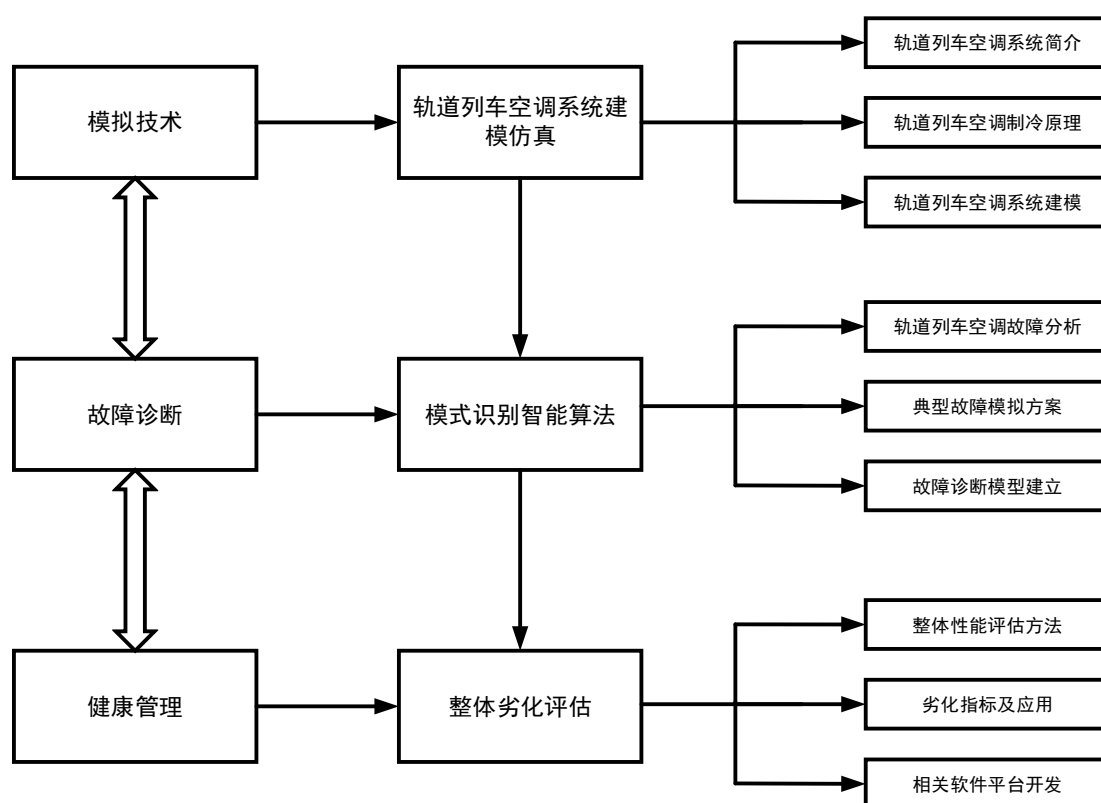 模拟技术
轨道列车空调系统建
模仿真
轨道列车空调系统简介
轨道列车空调制冷原理
轨道列车空调系统建模
故障诊断
模式识别智能算法
轨道列车空调故障分析
典型故障模拟方案
故障诊断模型建立
健康管理
整体劣化评估
整体性能评估方法
劣化指标及应用
相关软件平台开发